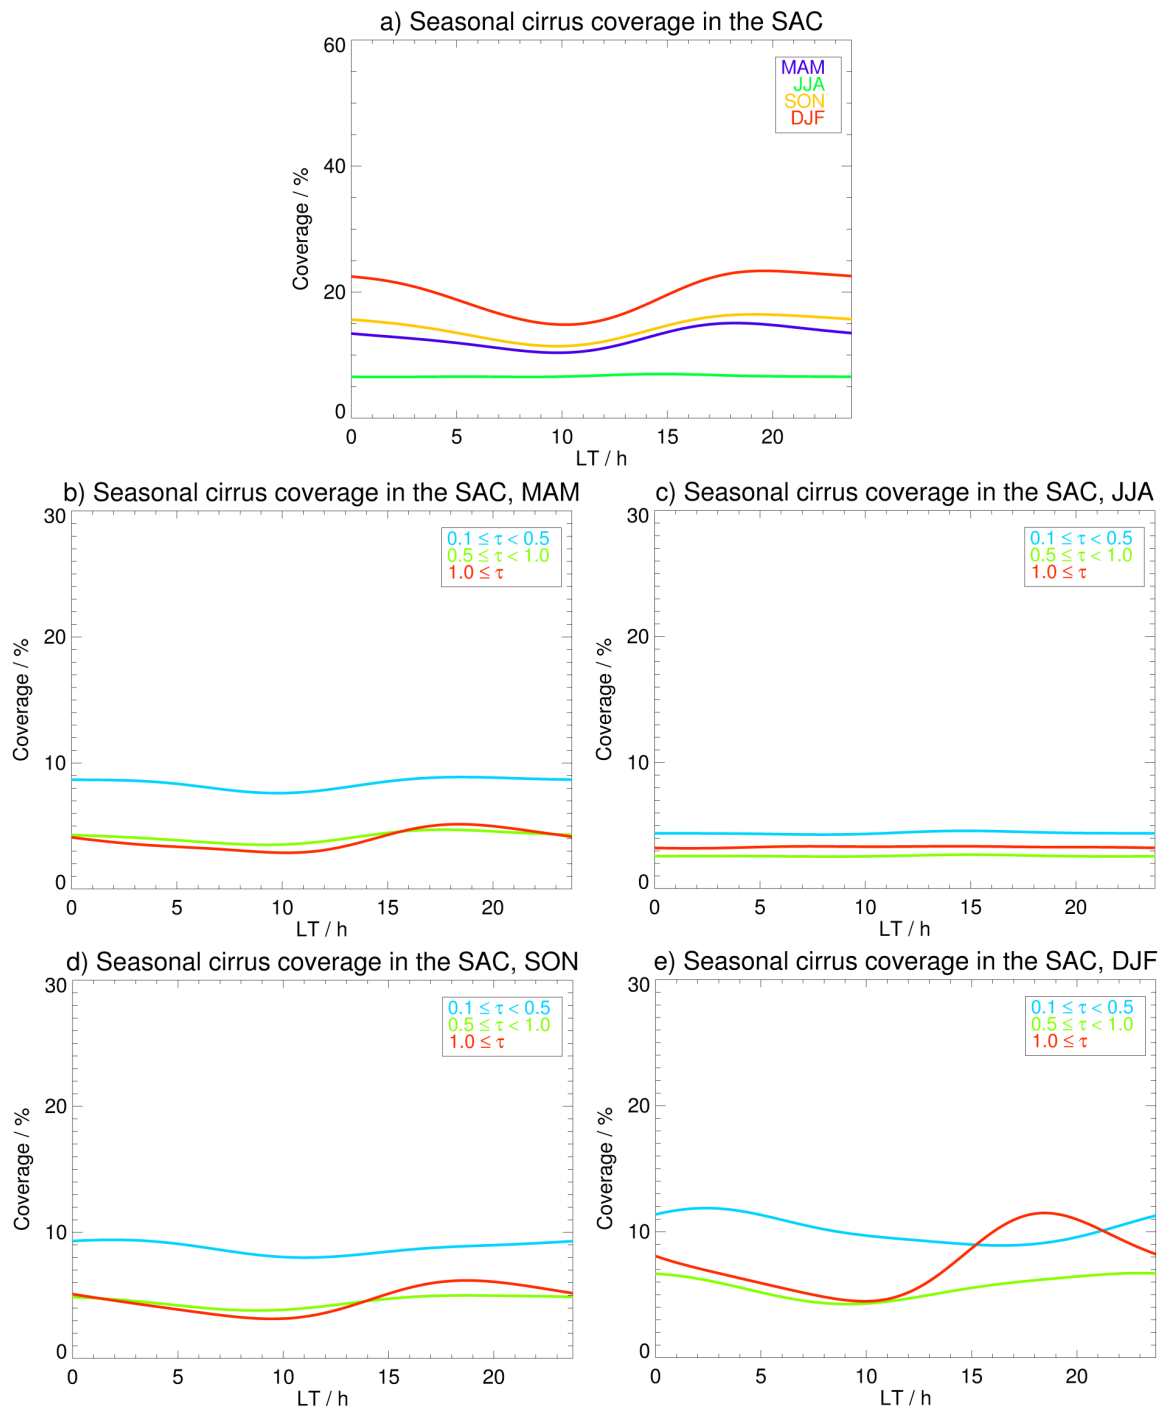 a) Seasonal cirrus coverage in the SAC
60
40
20
0
Coverage / %
MAM
JJA
SON
DJF
0 5 10 15 20
LT / h
b) Seasonal cirrus coverage in the SAC, MAM
30
20
10
0
Coverage / %
0.1 ≤ τ < 0.5
0.5 ≤ τ < 1.0
1.0 ≤ τ
0 5 10 15 20
LT / h
c) Seasonal cirrus coverage in the SAC, JJA
30
20
10
0
Coverage / %
0.1 ≤ τ < 0.5
0.5 ≤ τ < 1.0
1.0 ≤ τ
0 5 10 15 20
LT / h
d) Seasonal cirrus coverage in the SAC, SON
30
20
10
0
Coverage / %
0.1 ≤ τ < 0.5
0.5 ≤ τ < 1.0
1.0 ≤ τ
0 5 10 15 20
LT / h
e) Seasonal cirrus coverage in the SAC, DJF
30
20
10
0
Coverage / %
0.1 ≤ τ < 0.5
0.5 ≤ τ < 1.0
1.0 ≤ τ
0 5 10 15 20
LT / h